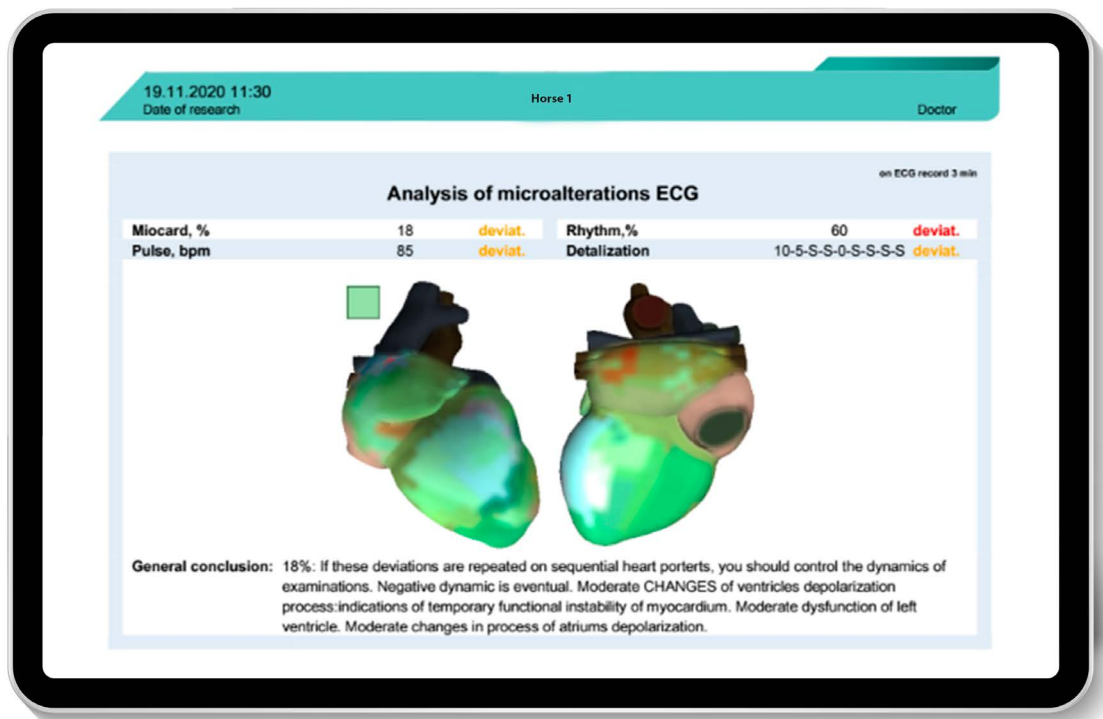 19.11.2020 11:30
Date of research
Horse 1
Doctor
on ECG record 3 min
Analysis of microalterations ECG
Miocard, % 18 deviat. Rhythm,% 60 deviat.
Pulse, bpm 85 deviat. Detalization 10-5-S-S-0-S-S-S-S deviat.
General conclusion: 18%: If these deviations are repeated on sequential heart porterts, you should control the dynamics of
examinations. Negative dynamic is eventual. Moderate CHANGES of ventricles depolarization
process:indications of temporary functional instability of myocardium. Moderate dysfunction of left
ventricle. Moderate changes in process of atriums depolarization.